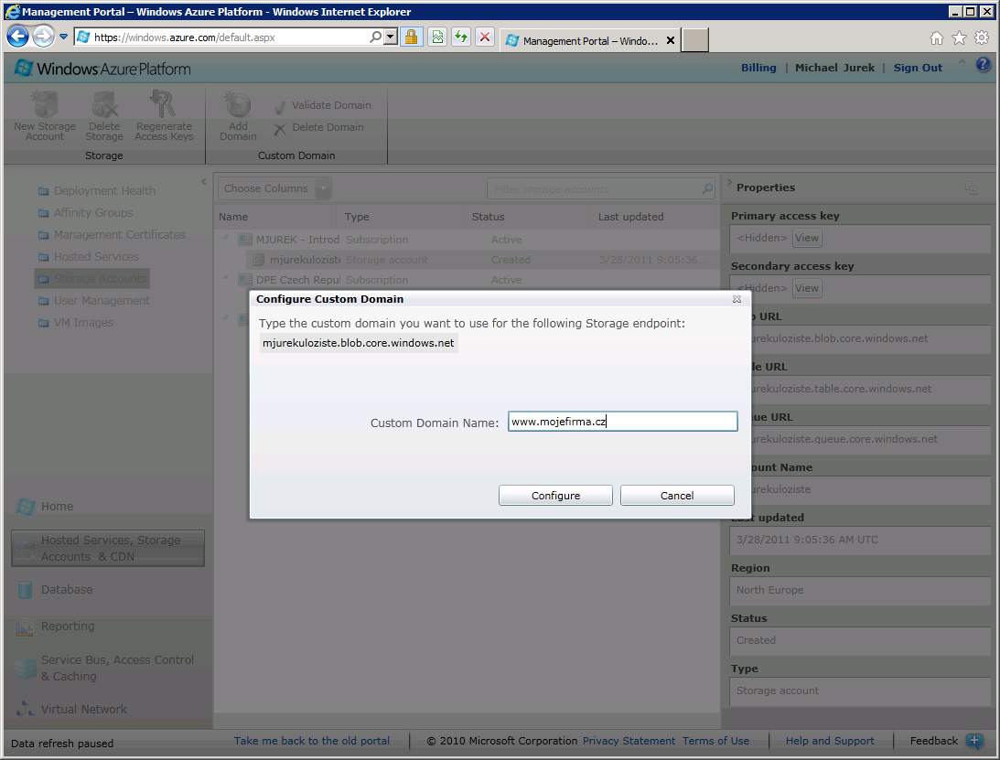 Management Portal – Windows Azure Platform - Windows Internet Explorer
https://windows.azure.com/default.aspx
Management Portal – Windo...
Windows Azure Platform
Billing | Michael Jurek | Sign Out
New Storage Account
Delete Storage
Regenerate Access Keys
Storage
Add Domain
Validate Domain
Delete Domain
Custom Domain
Deployment Health
Affinity Groups
Management Certificates
Hosted Services
Storage Accounts
User Management
VM Images
Choose Columns
Filter storage accounts
Name Type Status Last updated
MJUREK - Introd Subscription Active
mjurekuloziste Storage account Created 3/28/2011 9:05:36...
DPE Czech Repul Subscription Active
Configure Custom Domain
Type the custom domain you want to use for the following Storage endpoint:
mjurekuloziste.blob.core.windows.net
Custom Domain Name: www.mojefirma.cz
Configure Cancel
Properties
Primary access key
<Hidden> View
Secondary access key
<Hidden> View
URL
urekuloziste.blob.core.windows.net
le URL
urekuloziste.table.core.windows.net
ue URL
urekuloziste.queue.core.windows.net
ount Name
urekuloziste
Last updated
3/28/2011 9:05:36 AM UTC
Region
North Europe
Status
Created
Type
Storage account
Home
Hosted Services, Storage
Accounts & CDN
Database
Reporting
Service Bus, Access Control
& Caching
Virtual Network
Data refresh paused
Take me back to the old portal
© 2010 Microsoft Corporation Privacy Statement Terms of Use
Help and Support
Feedback